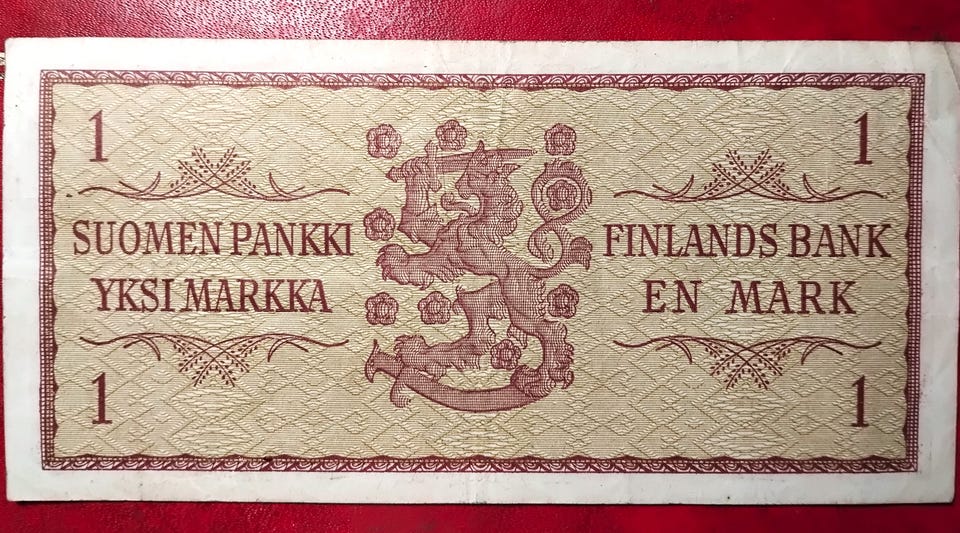 1
1
SUOMEN PANKKI
YKSI MARKKA
FINLANDS BANK
EN MARK
1
1